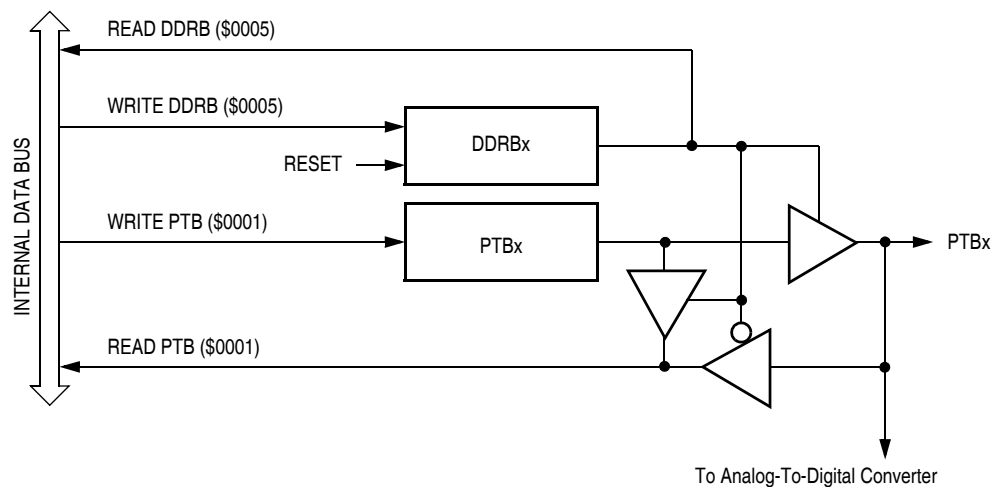 READ DDRB ($0005)
WRITE DDRB ($0005)
DDRBx
RESET
INTERNAL DATA BUS
WRITE PTB ($0001)
PTBx
PTBx
READ PTB ($0001)
To Analog-To-Digital Converter